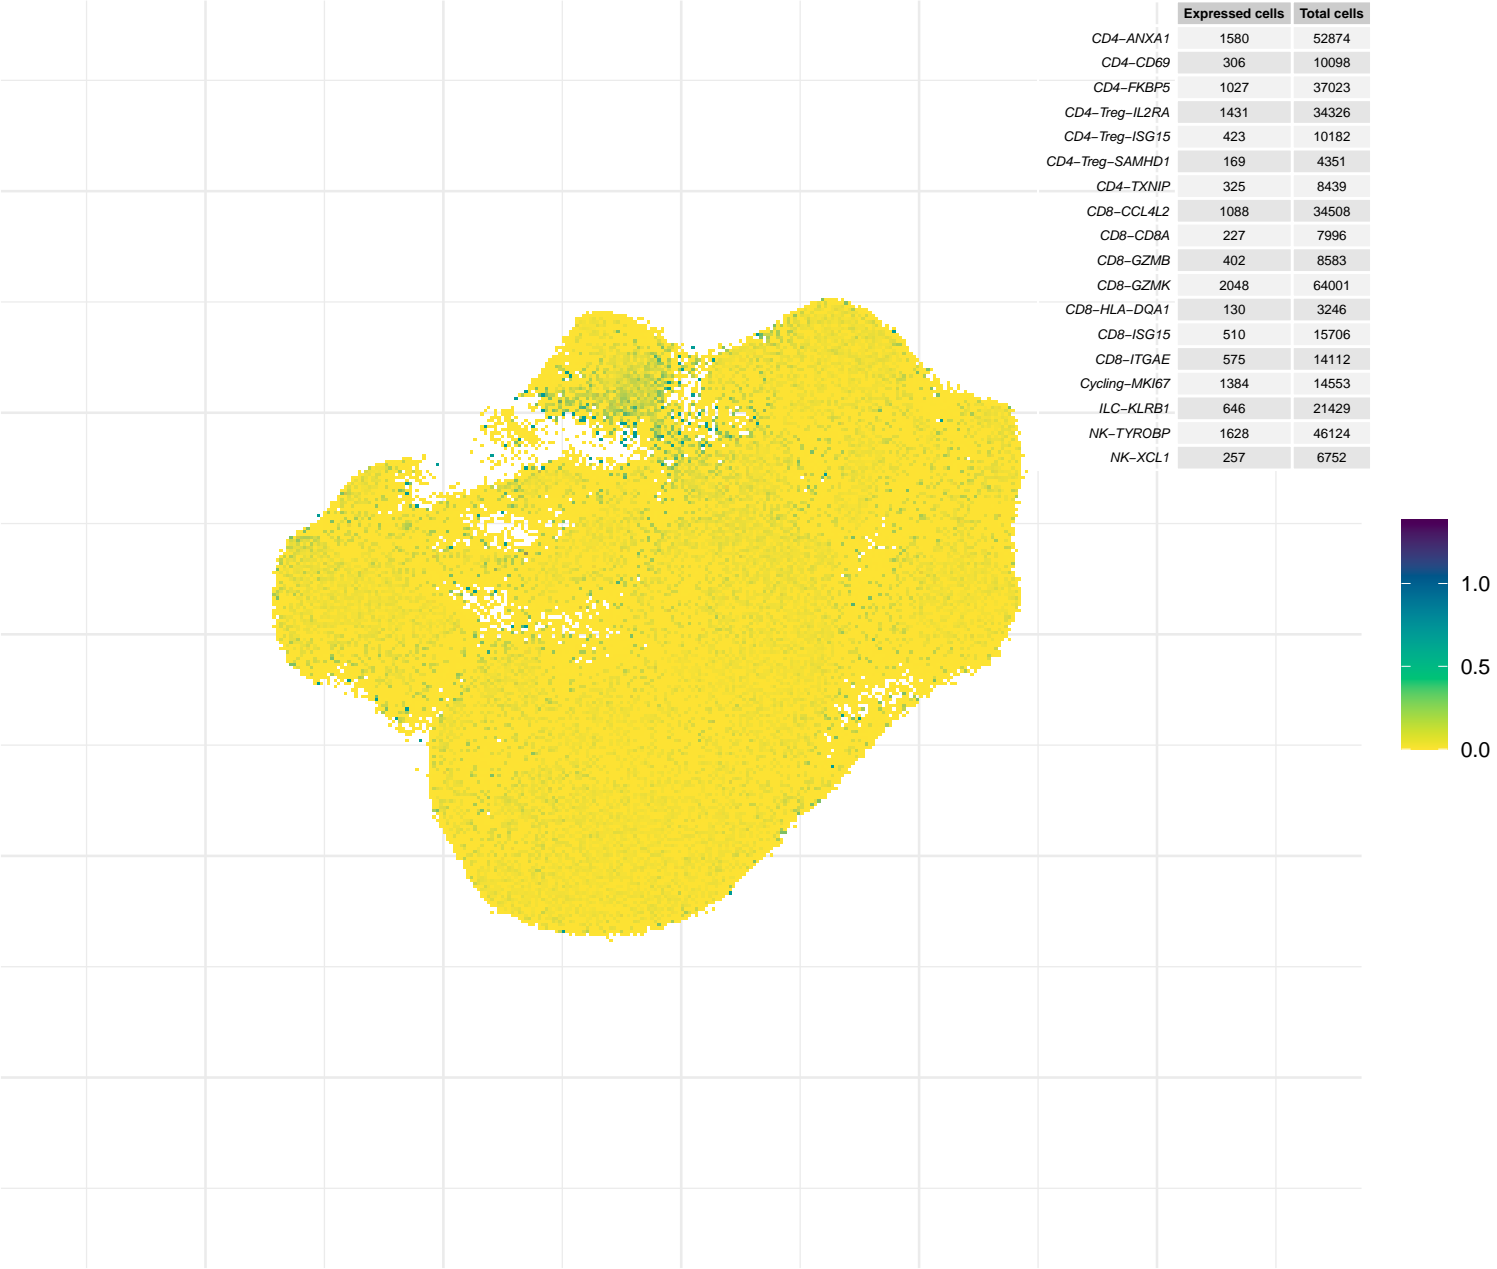 Expressed cells Total cells
CD4−ANXA1 1580 52874
CD4−CD69 306 10098
CD4−FKBP5 1027 37023
CD4−Treg−IL2RA 1431 34326
CD4−Treg−ISG15 423 10182
CD4−Treg−SAMHD1 169 4351
CD4−TXNIP 325 8439
CD8−CCL4L2 1088 34508
CD8−CD8A 227 7996
CD8−GZMB 402 8583
CD8−GZMK 2048 64001
CD8−HLA−DQA1 130 3246
CD8−ISG15 510 15706
CD8−ITGAE 575 14112
Cycling−MKI67 1384 14553
ILC−KLRB1 646 21429
NK−TYROBP 1628 46124
NK−XCL1 257 6752
1.0
0.5
0.0